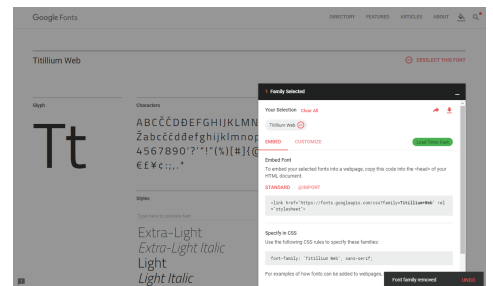 Google Fonts
DIRECTORY FEATURED ARTICLES ABOUT
Titillium Web
DESELECT THIS FONT
1 Family Selected
Your Selection Clear All
Titillium Web
EMBED CUSTOMIZE
Load Time: Fast
Embed Font
To embed your selected fonts into a webpage, copy this code into the <head> of your
HTML document.
STANDARD @IMPORT
<link href="https://fonts.googleapis.com/css?family=Titillium+Web" rel
="stylesheet">
Specify in CSS
Use the following CSS rules to specify these families:
font-family: 'Titillium Web', sans-serif;
For examples of how fonts can be added to webpages,
Glyph
Tt
Characters
ABCČĆDĐEFGHIJKLMN
Žabcčćdđefghijklmnop
4567890'?'"!"(%)[#]{@
€£¥¢:;,.*
Styles
Type here to preview text
Extra-Light
Extra-Light Italic
Light
Light Italic
Font family removed UNDO